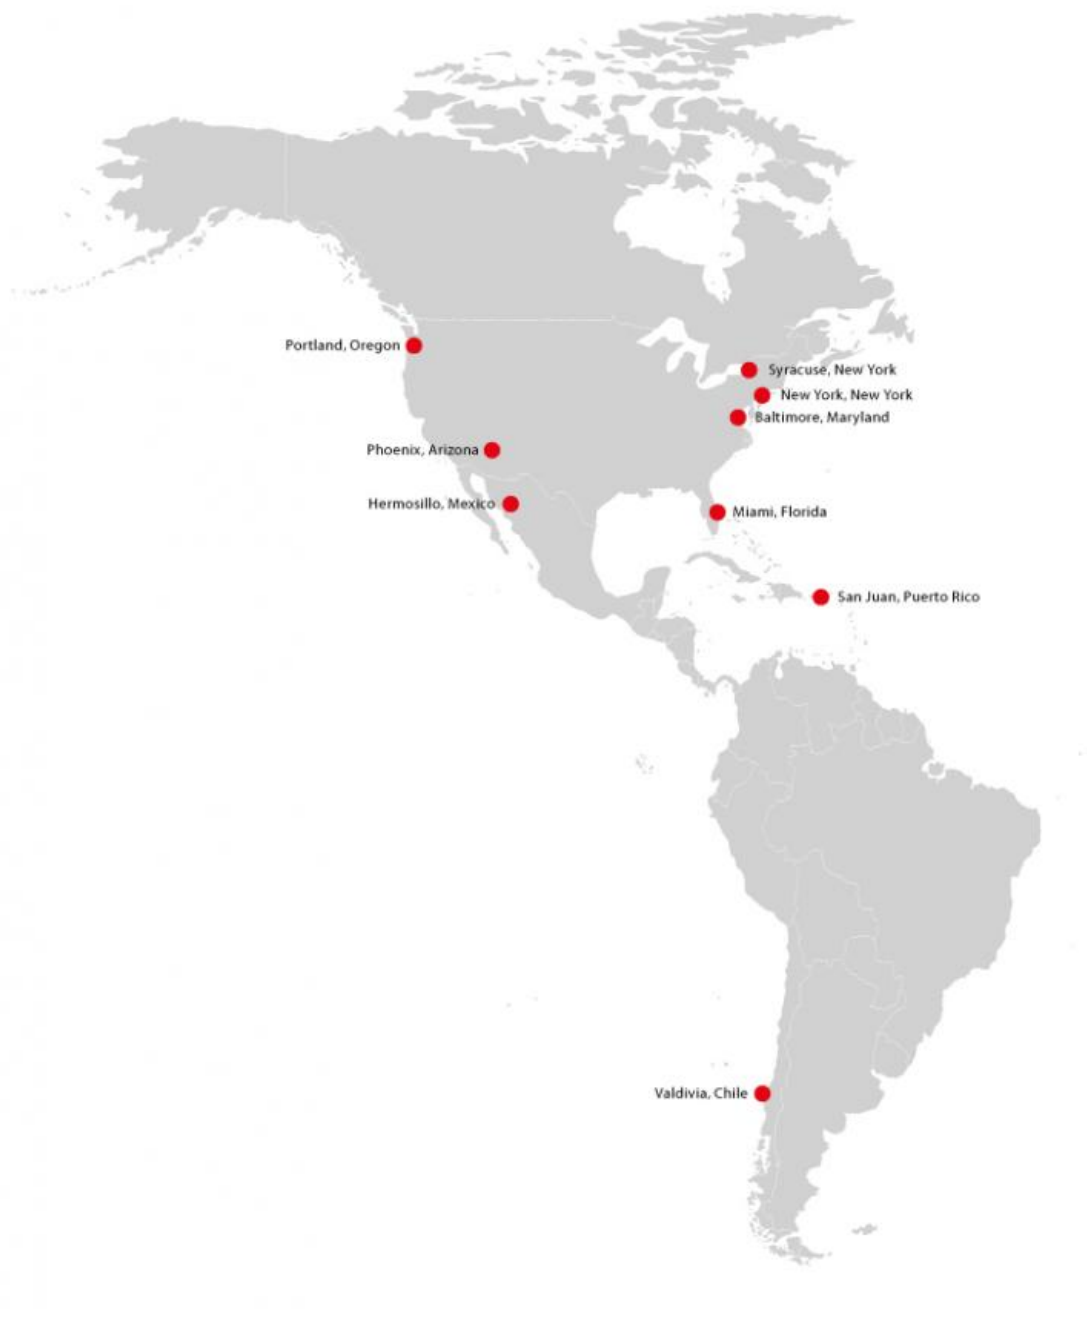 Portland, Oregon
Syracuse, New York
New York, New York
Baltimore, Maryland
Phoenix, Arizona
Hermosillo, Mexico
Miami, Florida
San Juan, Puerto Rico
Valdivia, Chile